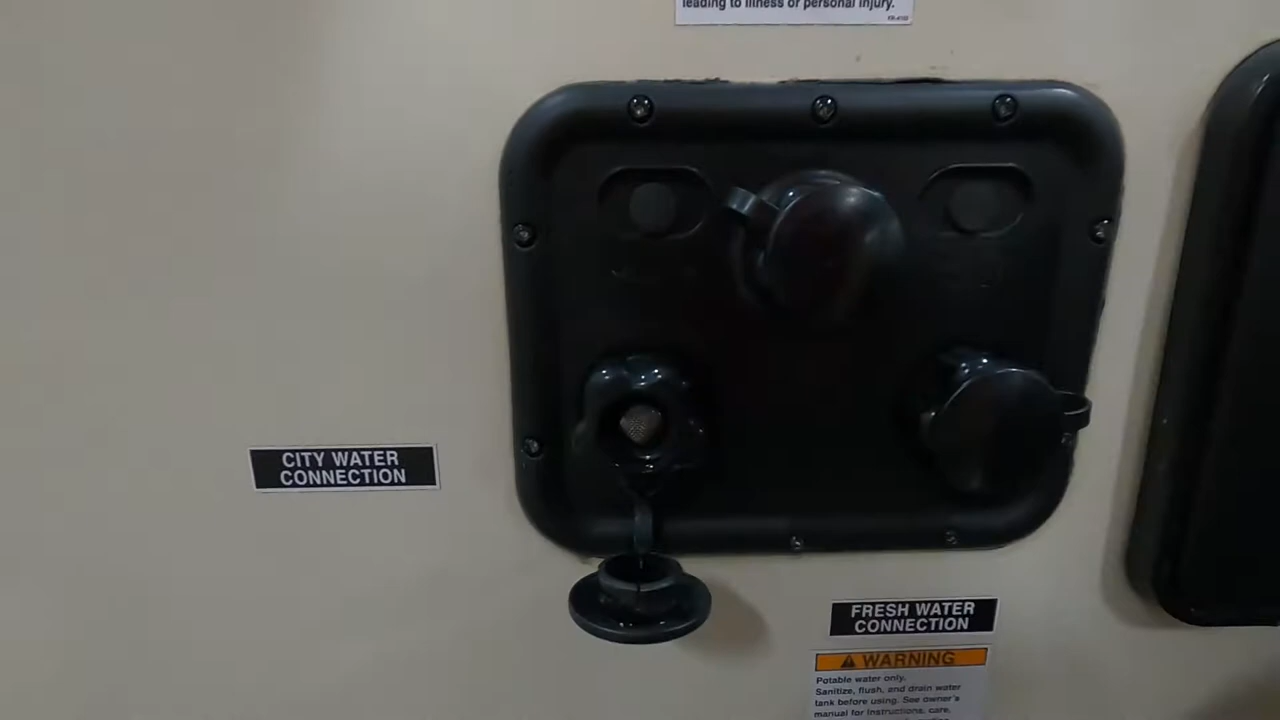 leading to illness or personal injury.
CITY WATER
CONNECTION
FRESH WATER
CONNECTION
WARNING
Potable water only.
Sanitize, flush, and drain water
tank before using. See owner's
manual for instructions, care,